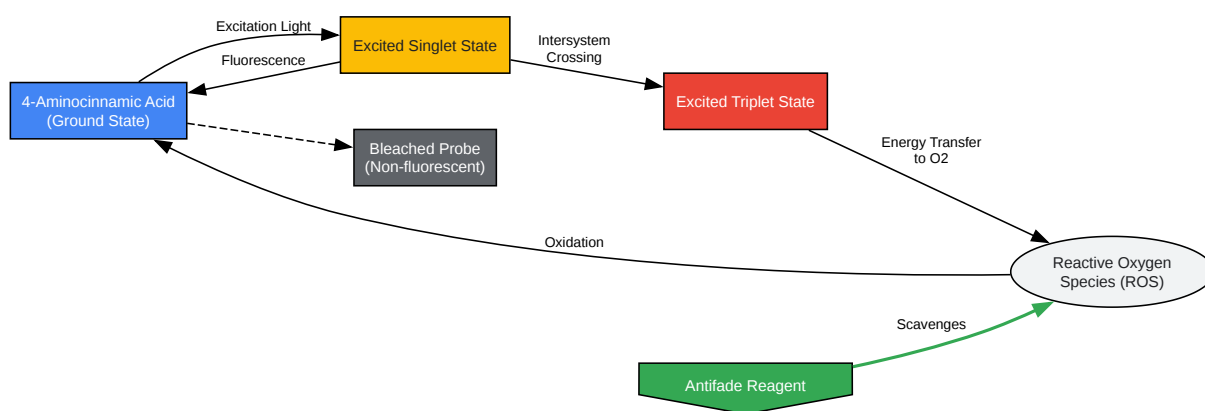 Excitation Light
Excited Singlet State
Fluorescence
Intersystem
Crossing
4-Aminocinnamic Acid
(Ground State)
Excited Triplet State
Bleached Probe
(Non-fluorescent)
Energy Transfer
to O2
Oxidation
Reactive Oxygen
Species (ROS)
Scavenges
Antifade Reagent